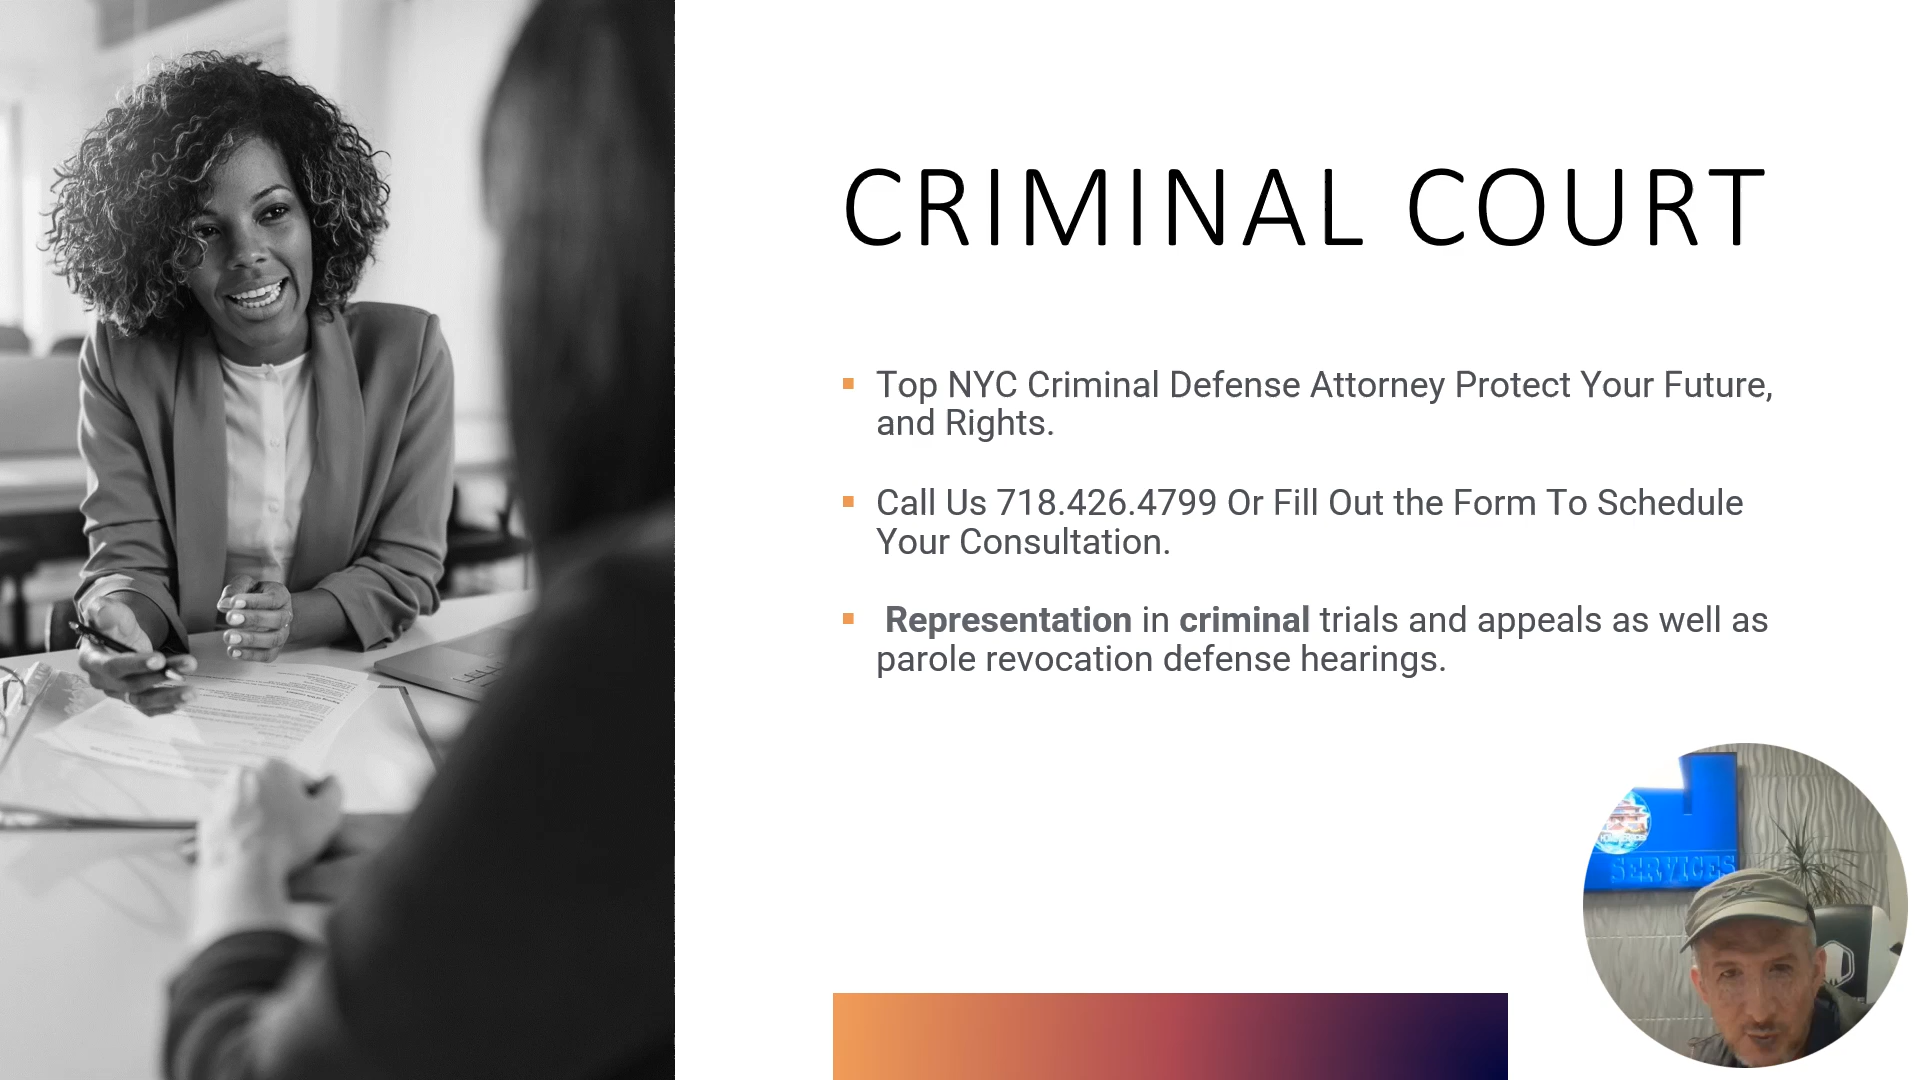 CRIMINAL COURT
Top NYC Criminal Defense Attorney Protect Your Future,
and Rights.
Call Us 718.426.4799 Or Fill Out the Form To Schedule
Your Consultation.
Representation in criminal trials and appeals as well as
parole revocation defense hearings.
SERVICES